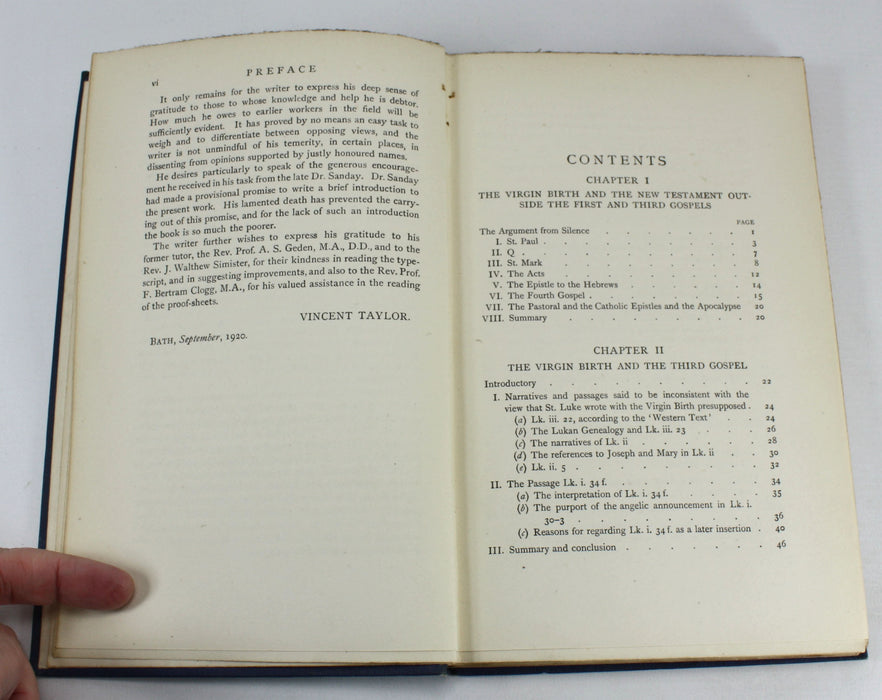 vi
PREFACE
It only remains for the writer to express his deep sense of
gratitude to those to whose knowledge and help he is debtor.
How much he owes to earlier workers in the field will be
sufficiently evident. It has proved by no means an easy task to
weigh and to differentiate between opposing views, and the
writer is not unmindful of his temerity, in certain places, in
dissenting from opinions supported by justly honoured names.
He desires particularly to speak of the generous encourage-
ment he received in his task from the late Dr. Sanday. Dr. Sanday
had made a provisional promise to write a brief introduction to
the present work. His lamented death has prevented the carry-
ing out of this promise, and for the lack of such an introduction
the book is so much the poorer.
The writer further wishes to express his gratitude to his
former tutor, the Rev. Prof. A. S. Geden, M.A., D.D., and to the
Rev. J. Walthew Simister, for their kindness in reading the type-
script, and in suggesting improvements, and also to the Rev. Prof.
F. Bertram Clogg, M.A., for his valued assistance in the reading
of the proof-sheets.
VINCENT TAYLOR.
BATH, September, 1920.
CONTENTS
CHAPTER I
THE VIRGIN BIRTH AND THE NEW TESTAMENT OUT-
SIDE THE FIRST AND THIRD GOSPELS
PAGE
The Argument from Silence . . . . . . . 1
I. St. Paul . . . . . . . . . 3
II. Q . . . . . . . . . . 7
III. St. Mark . . . . . . . . . 8
IV. The Acts . . . . . . . . 12
V. The Epistle to the Hebrews . . . . . . 14
VI. The Fourth Gospel . . . . . . . . 15
VII. The Pastoral and the Catholic Epistles and the Apocalypse 20
VIII. Summary . . . . . . . . 20
CHAPTER II
THE VIRGIN BIRTH AND THE THIRD GOSPEL
Introductory . . . . . . . . . 22
I. Narratives and passages said to be inconsistent with the
view that St. Luke wrote with the Virgin Birth presupposed . 24
(a) Lk. iii. 22, according to the 'Western Text' . . 24
(b) The Lukan Genealogy and Lk. iii. 23 . . . 26
(c) The narratives of Lk. ii . . . . . . 28
(d) The references to Joseph and Mary in Lk. ii . . 30
(e) Lk. ii. 5 . . . . . . . . 32
II. The Passage Lk. i. 34 f. . . . . . . 34
(a) The interpretation of Lk. i. 34 f. . . . . 35
(b) The purport of the angelic announcement in Lk. i.
30-3 . . . . . . . . 36
(c) Reasons for regarding Lk. i. 34 f. as a later insertion . 40
III. Summary and conclusion . . . . . . . 46